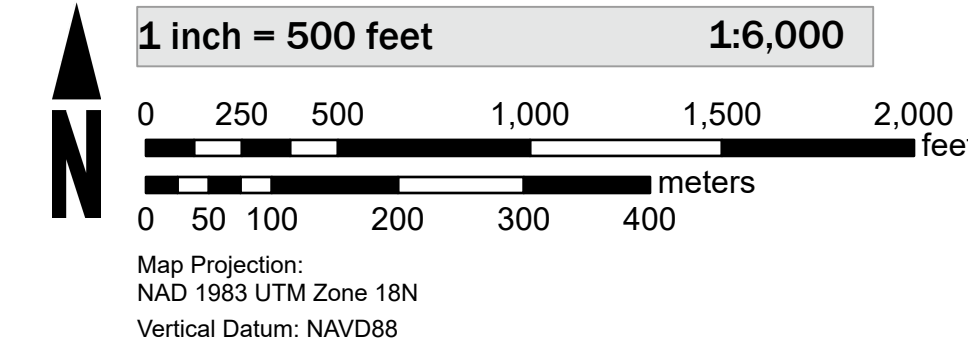 1 inch = 500 feet 1:6,000
0 250 500 1,000 1,500 2,000
feet
meters
0 50 100 200 300 400
N
Map Projection:
NAD 1983 UTM Zone 18N
Vertical Datum: NAVD88